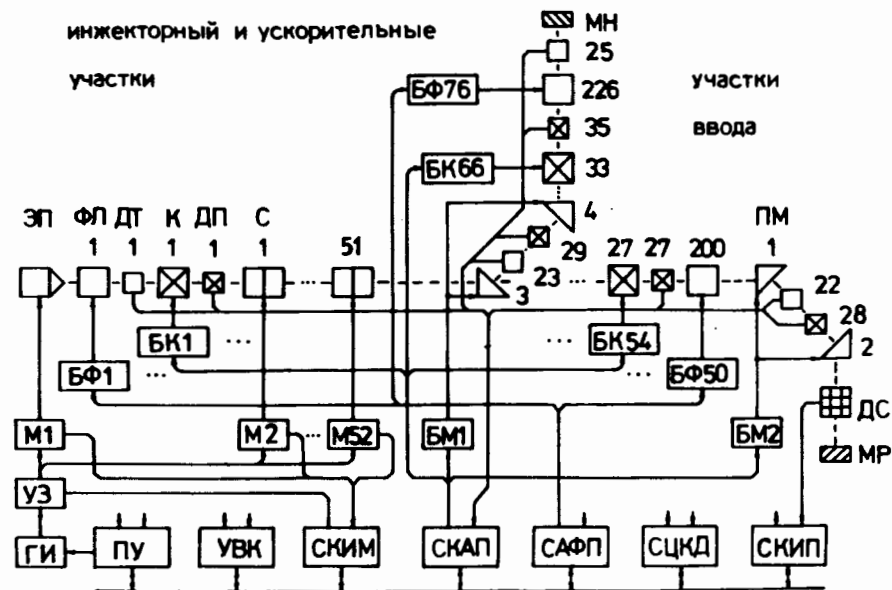 инжекторный и ускорительные
участки
МН
25
БФ76
226
участки
35
ввода
БК66
33
4
ЭП ФЛ ДТ К ДП С
ПМ
1 1 1 1 1
51
29
27 27 200
1
23
3
22
28
2
БК1
...
...
БК54
БФ1
...
...
БФ50
ДС
М1
М2
...
М52
БМ1
БМ2
МР
УЗ
ГИ
ПУ
УВК
СКИМ
СКАП
САФП
СЦКД
СКИП